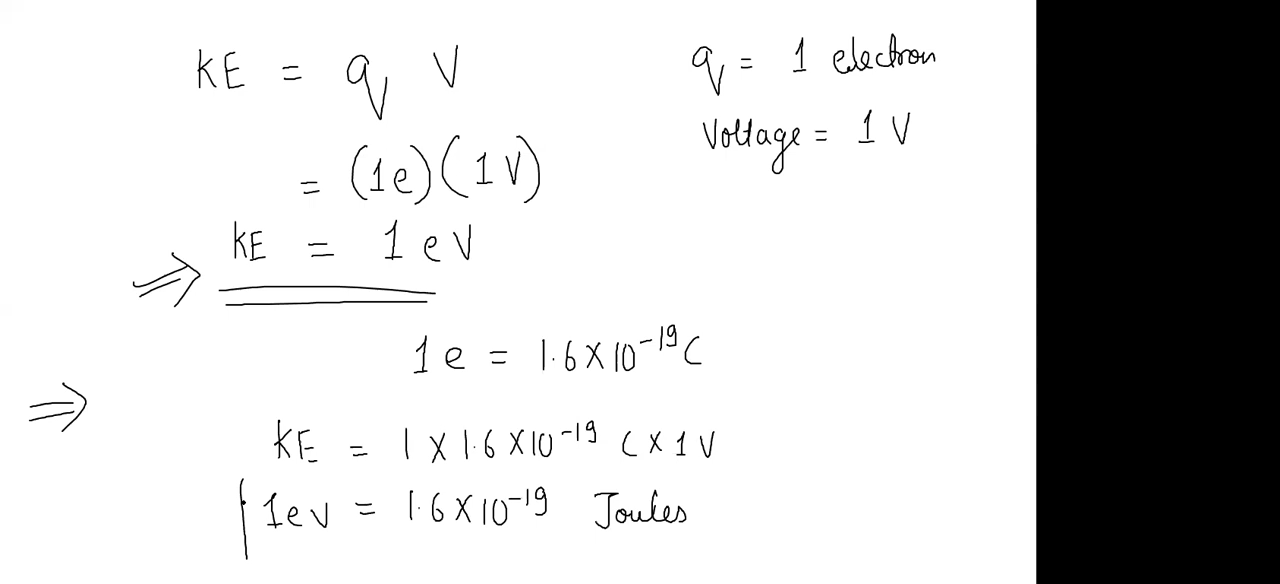 KE = q V
= (1e)(1V)
KE = 1 eV
q = 1 electron
Voltage = 1 V
⇒
1 e = 1.6 X 10⁻¹⁹ C
⇒
KE = 1 X 1.6 X 10⁻¹⁹ C X 1 V
1ev = 1.6 X 10⁻¹⁹ Joules